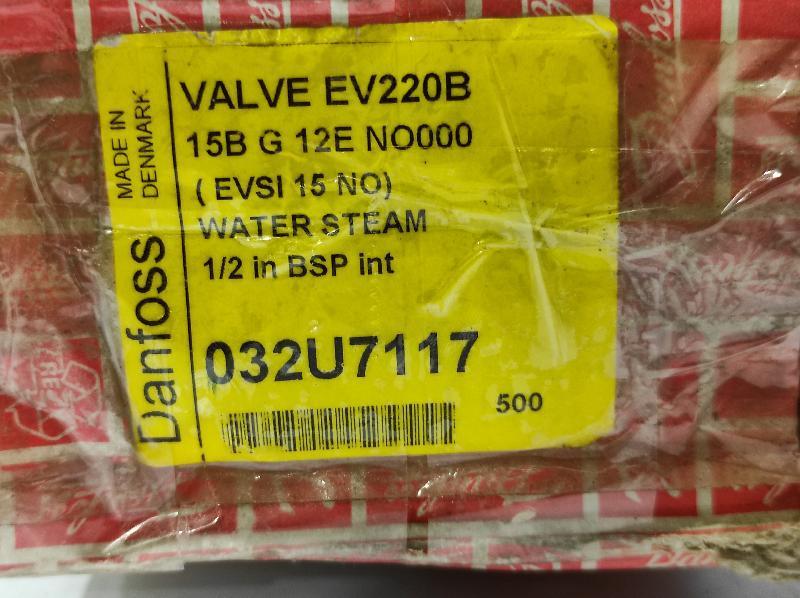 VALVE EV220B
15B G 12E NO000
( EVSI 15 NO)
WATER STEAM
1/2 in BSP int
032U7117
500
MADE IN
DENMARK
Danfoss